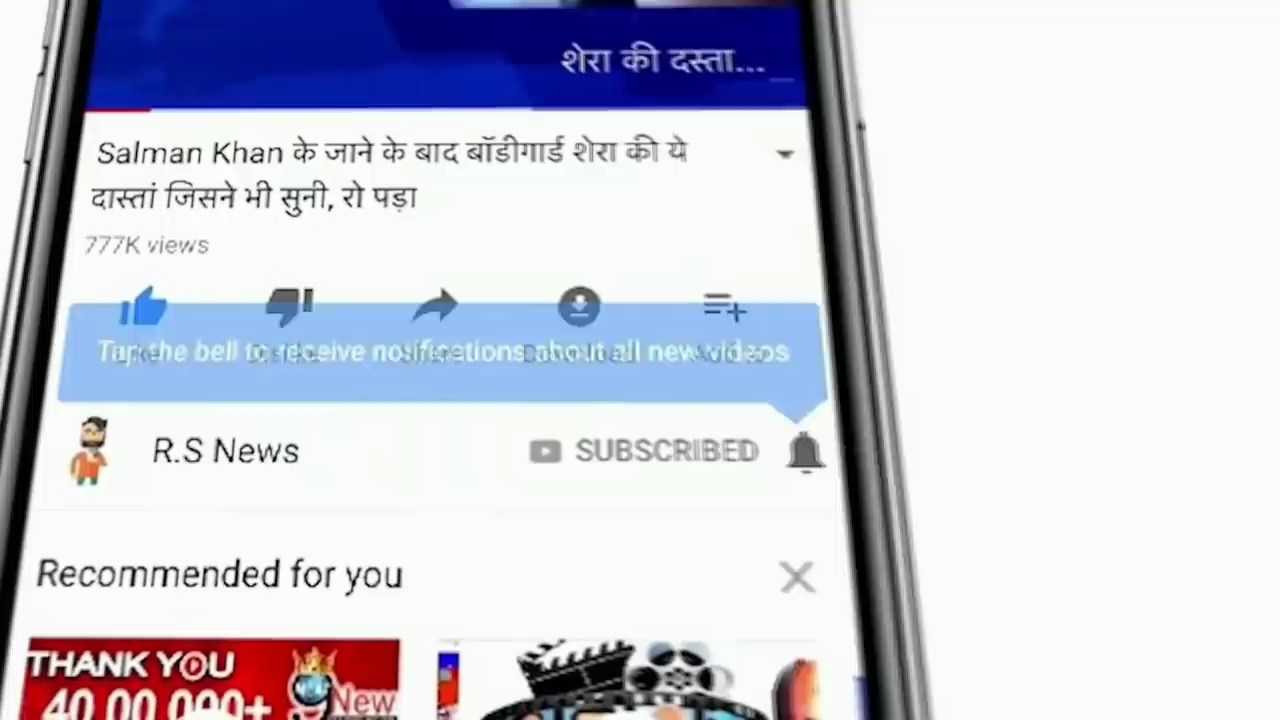 शेरा की दस्ता...
Salman Khan के जाने के बाद बॉडीगार्ड शेरा की ये
दास्तां जिसने भी सुनी, रो पड़ा
777K views
Tap the bell to receive notifications about all new videos
R.S News
SUBSCRIBED
Recommended for you
THANK YOU
40,00,000+
New